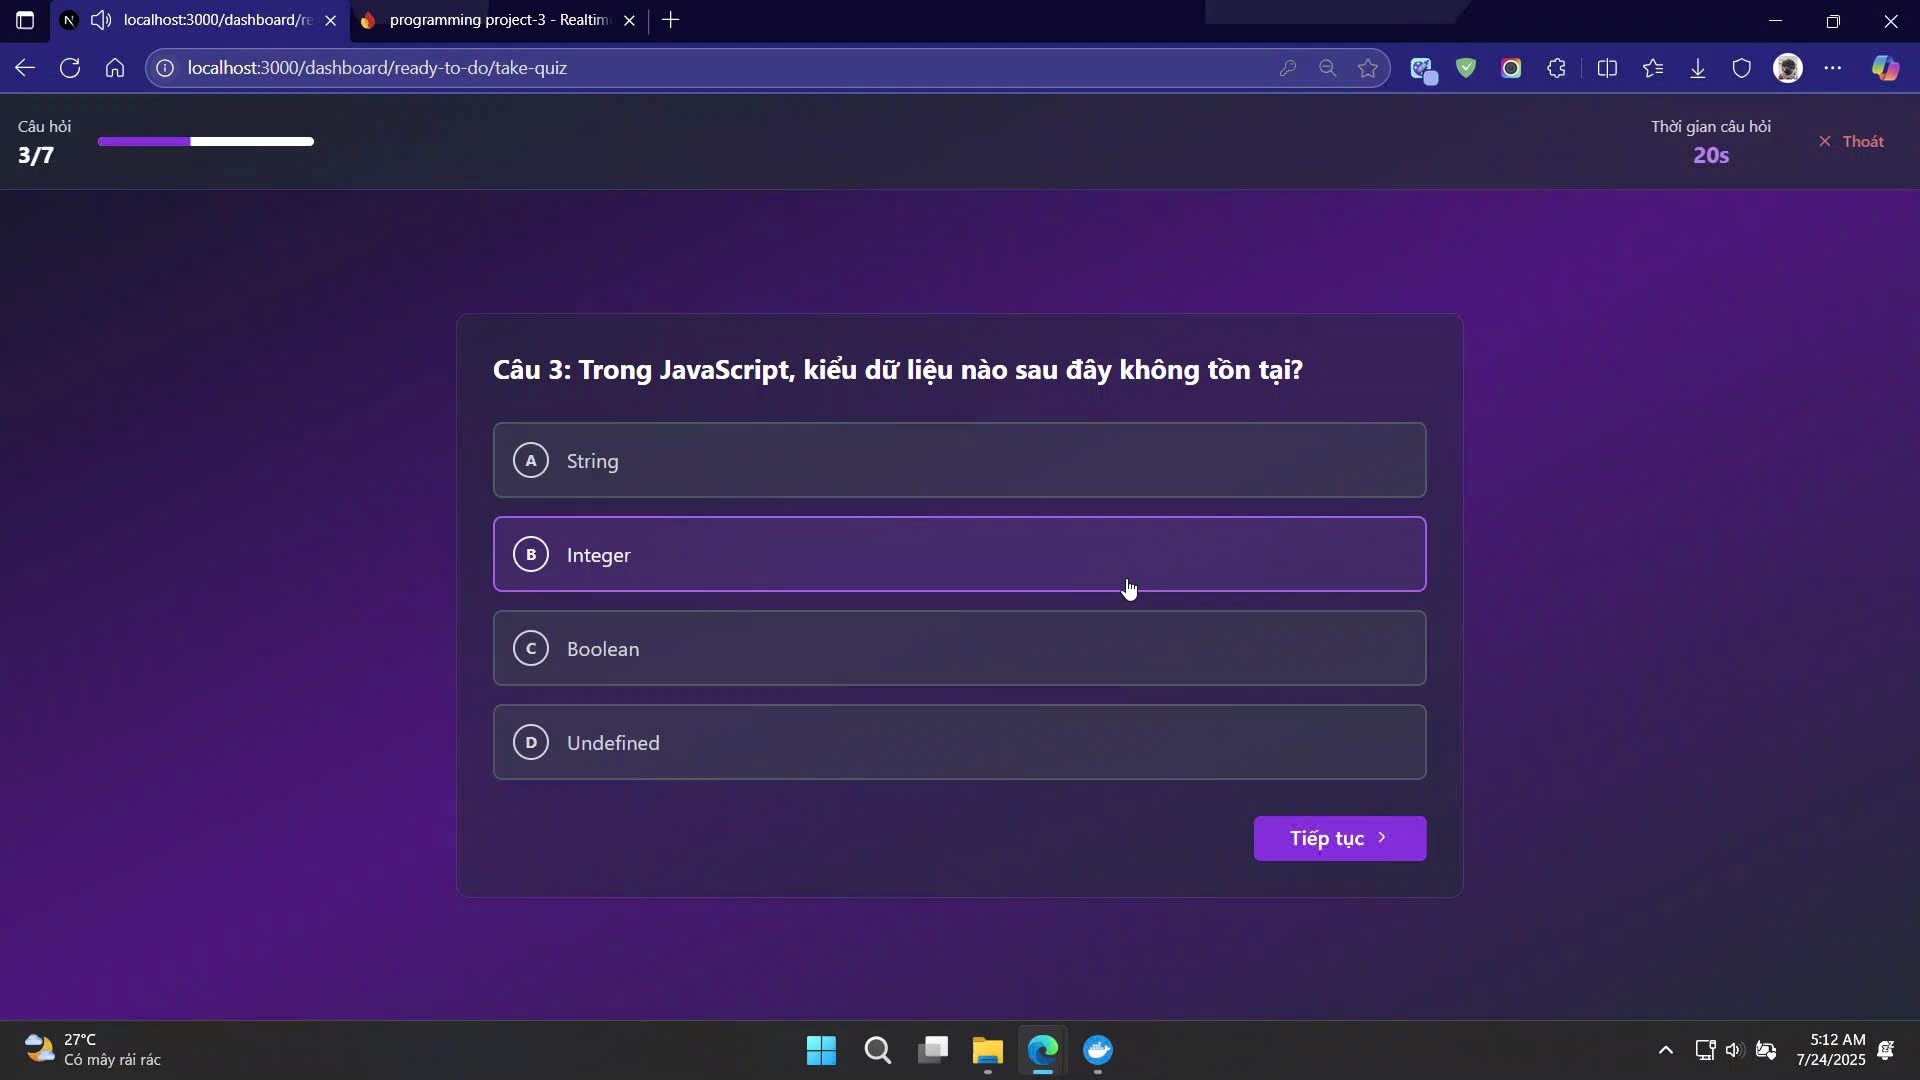 localhost:3000/dashboard/re
programming project-3 - Realtim
localhost:3000/dashboard/ready-to-do/take-quiz
Câu hỏi
3/7
Thời gian câu hỏi
20s
Thoát
Câu 3: Trong JavaScript, kiểu dữ liệu nào sau đây không tồn tại?
A String
B Integer
C Boolean
D Undefined
Tiếp tục
27°C
Có mây rải rác
5:12 AM
7/24/2025